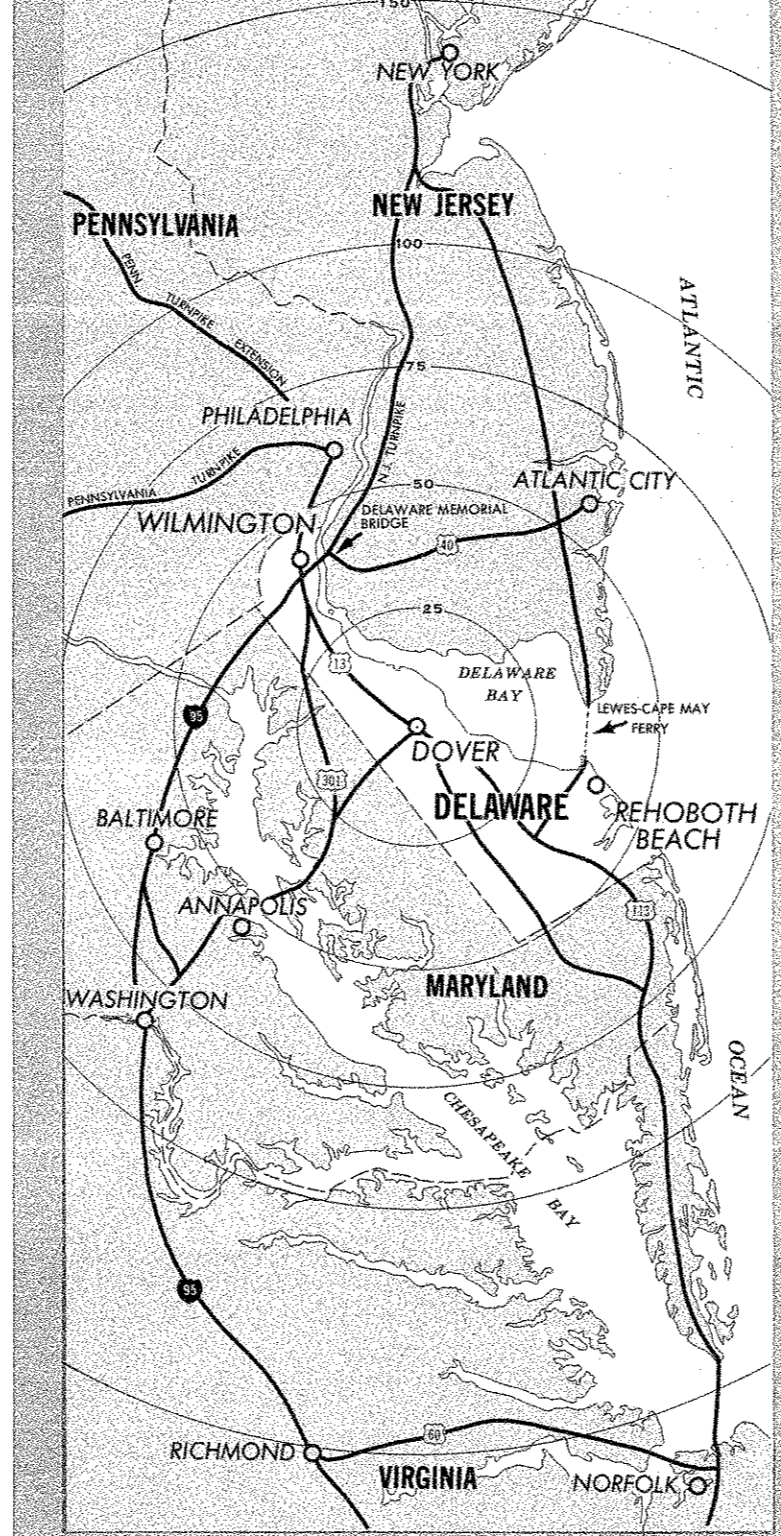 150
NEW YORK
NEW JERSEY
PENNSYLVANIA
100
PENN. TURNPIKE EXTENSION
ATLANTIC
75
PHILADELPHIA
N.J. TURNPIKE
PENNSYLVANIA TURNPIKE
50
ATLANTIC CITY
WILMINGTON
DELAWARE MEMORIAL
BRIDGE
40
25
13
DELAWARE
BAY
LEWES-CAPE MAY
FERRY
95
DOVER
301
DELAWARE
REHOBOTH
BEACH
BALTIMORE
ANNAPOLIS
113
MARYLAND
WASHINGTON
OCEAN
CHESAPEAKE
BAY
95
RICHMOND
60
VIRGINIA
NORFOLK